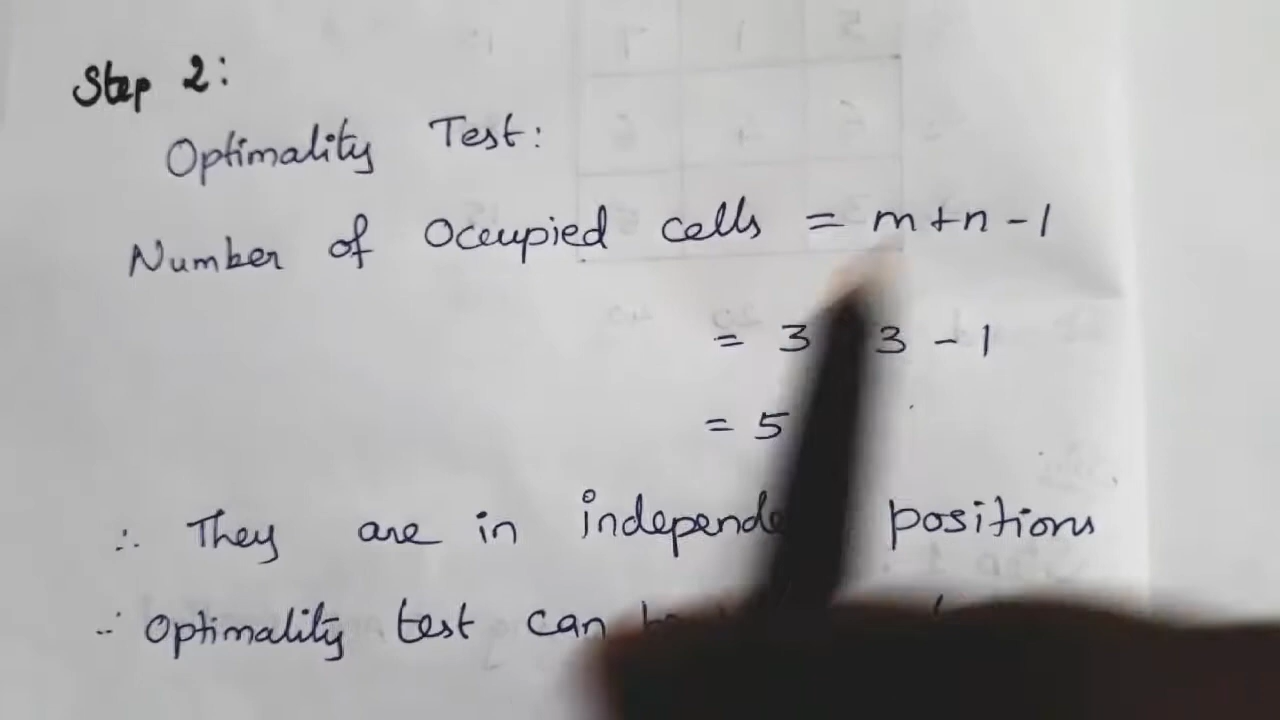 Step 2:
Optimality Test:
Number of Occupied cells = m+n-1
= 3 3 - 1
= 5
∴ They are in positions
∴ Optimality test can